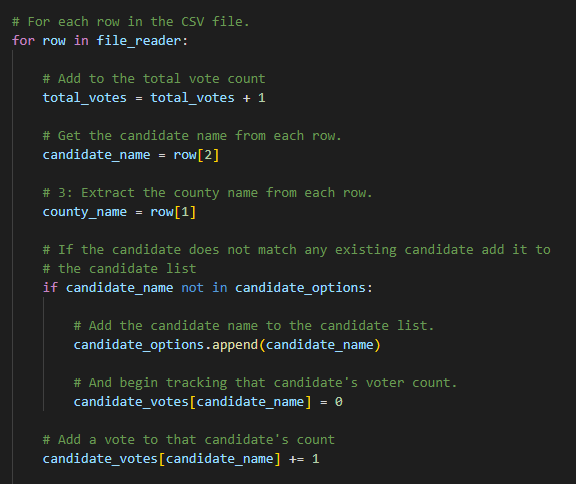 # For each row in the CSV file.
for row in file_reader:
# Add to the total vote count
total_votes = total_votes + 1
# Get the candidate name from each row.
candidate_name = row[2]
# 3: Extract the county name from each row.
county_name = row[1]
# If the candidate does not match any existing candidate add it to
# the candidate list
if candidate_name not in candidate_options:
# Add the candidate name to the candidate list.
candidate_options.append(candidate_name)
# And begin tracking that candidate's voter count.
candidate_votes[candidate_name] = 0
# Add a vote to that candidate's count
candidate_votes[candidate_name] += 1